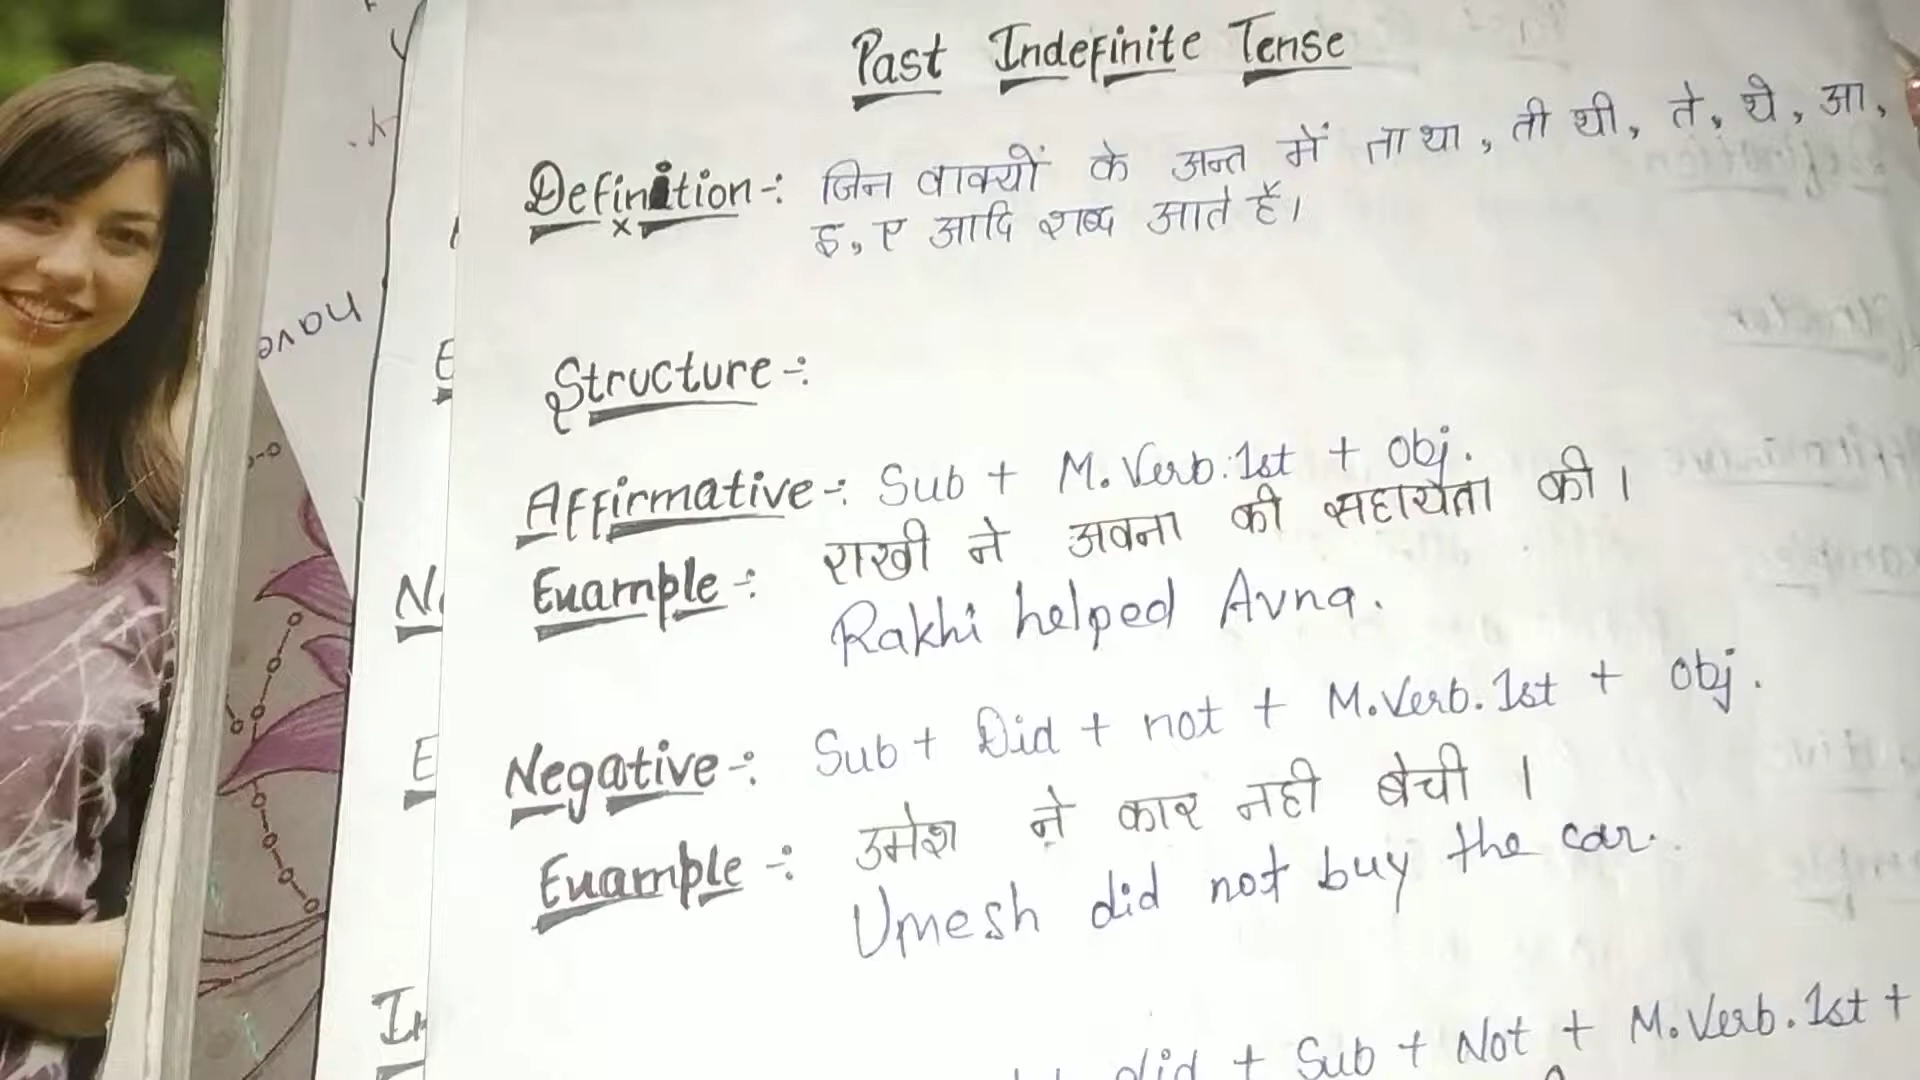 Past Indefinite Tense
Definition -: जिन वाक्यों के अन्त में ता था, ती थी, ते, थे, आ,
इ, ए आदि शब्द आते हैं।
Structure -:
Affirmative -: Sub + M. Verb. 1st + Obj.
राखी ने अवना की सहायता की।
Example -:
Rakhi helped Avna.
Negative -: Sub + Did + not + M. Verb. 1st + Obj.
उमेश ने कार नही बेची।
Example -:
Umesh did not buy the car.
did + Sub + Not + M. Verb. 1st +
have